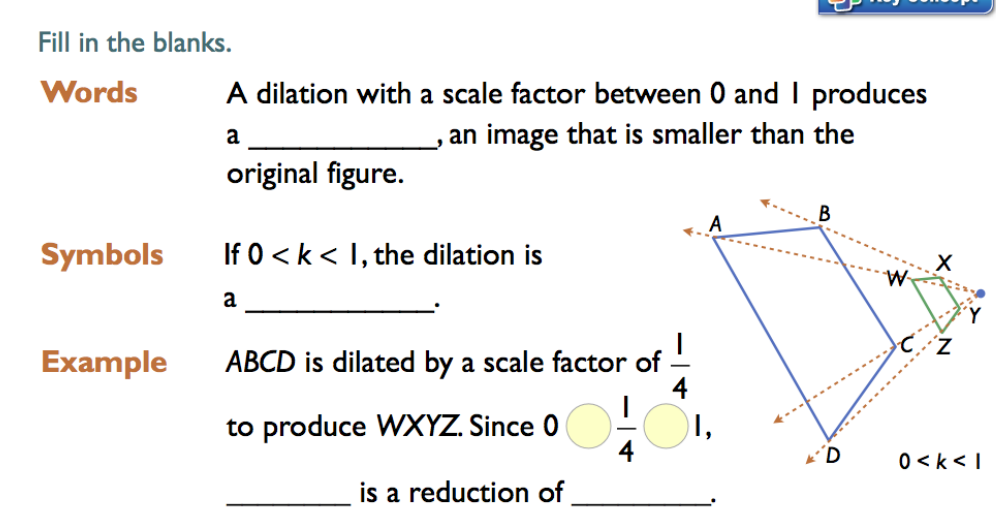 Key Concept
Fill in the blanks.
Words
A dilation with a scale factor between 0 and 1 produces
a ____________, an image that is smaller than the
original figure.
Symbols
If 0 < k < 1, the dilation is
a ____________.
Example
ABCD is dilated by a scale factor of 1/4
to produce WXYZ. Since 0 1/4 1,
________ is a reduction of _________.
A
B
W
X
Y
C
Z
D
0 < k < 1